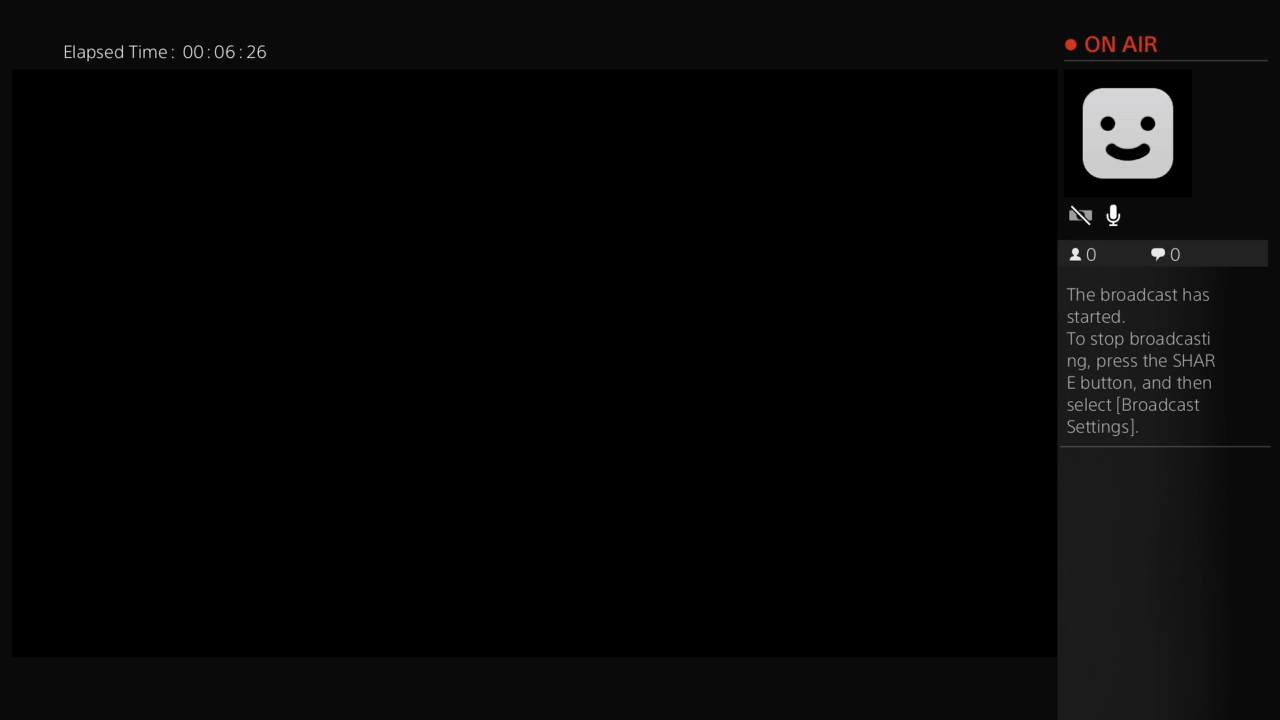 Elapsed Time: 00:06:26
ON AIR
0 0
The broadcast has
started.
To stop broadcasti
ng, press the SHAR
E button, and then
select [Broadcast
Settings].